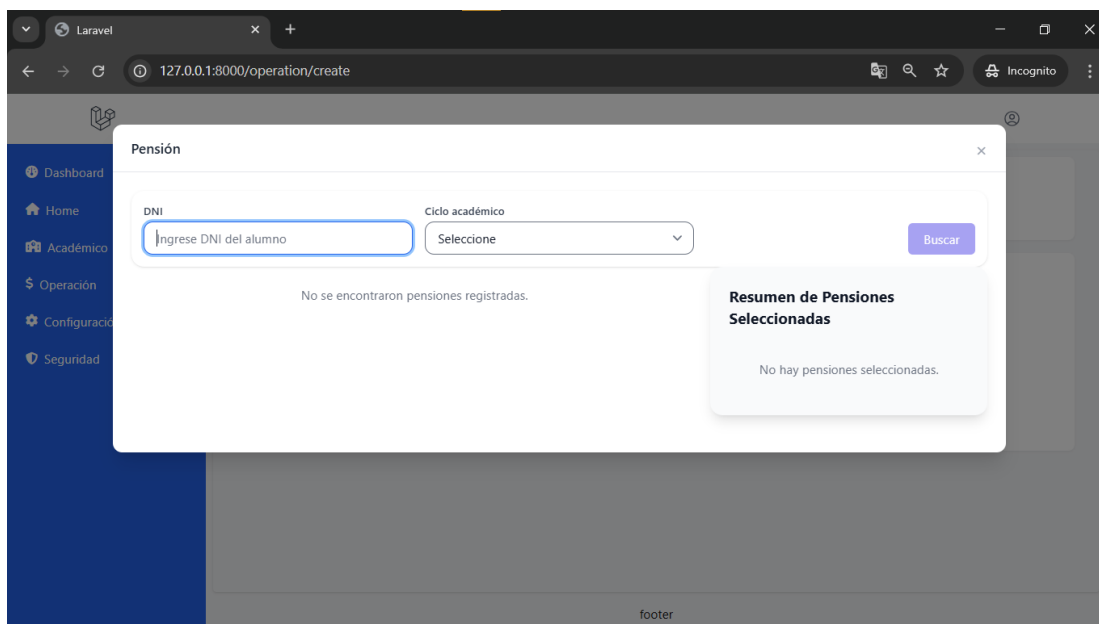 Laravel
127.0.0.1:8000/operation/create
Incognito
Pensión
Dashboard
Home
Académico
$ Operación
Configuració
Seguridad
DNI
Ingrese DNI del alumno
Ciclo académico
Seleccione
Buscar
No se encontraron pensiones registradas.
Resumen de Pensiones
Seleccionadas
No hay pensiones seleccionadas.
footer